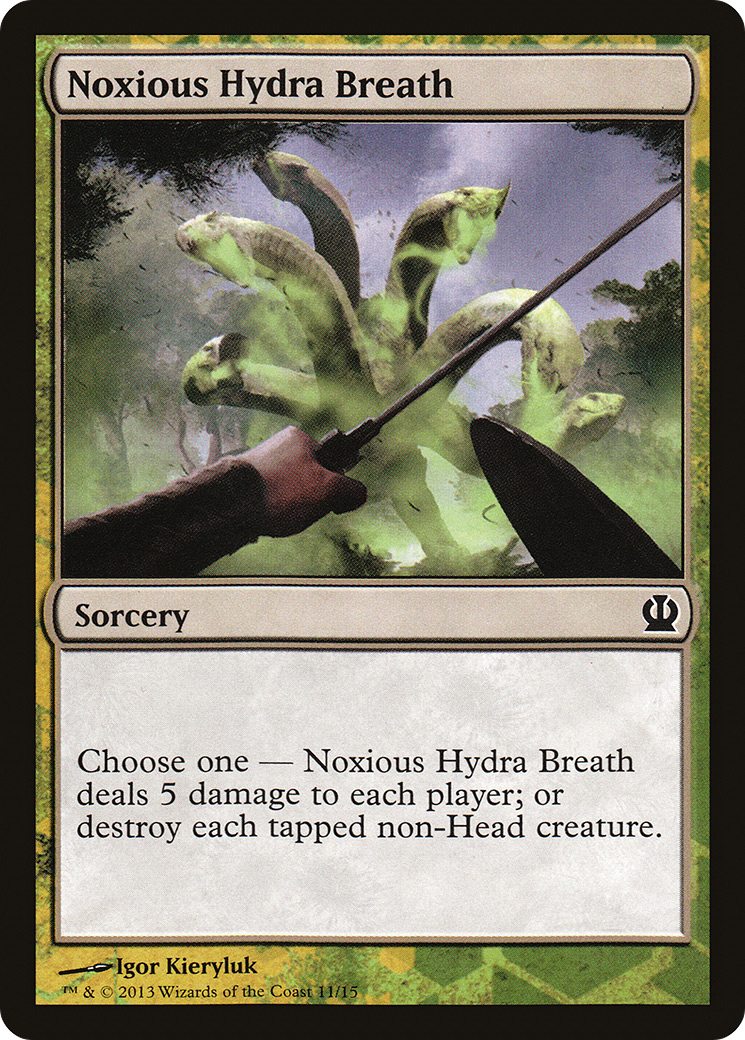 Noxious Hydra Breath
Sorcery
Choose one — Noxious Hydra Breath
deals 5 damage to each player; or
destroy each tapped non-Head creature.
Igor Kieryluk
™ & © 2013 Wizards of the Coast 11/15